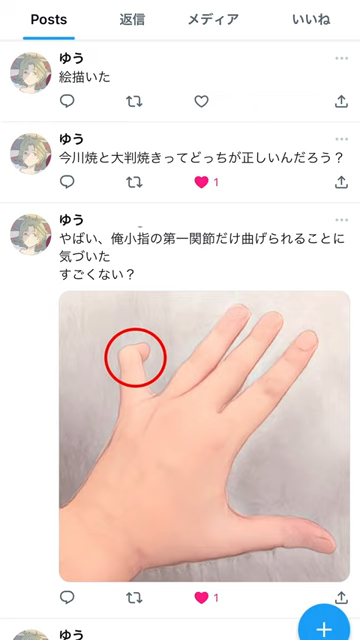 Posts 返信 メディア いいね
ゆう
絵描いた
ゆう
今川焼と大判焼きってどっちが正しいんだろう？
1
ゆう
やばい、俺小指の第一関節だけ曲げられることに
気づいた
すごくない？
1
ゆう